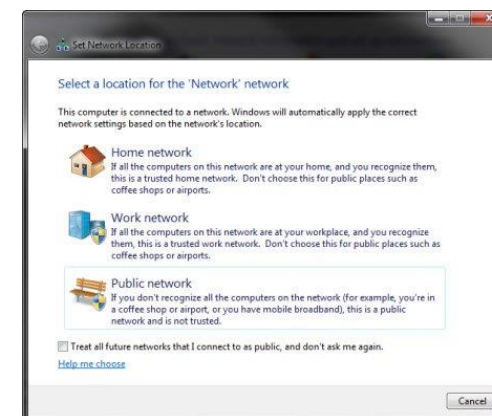 Set Network Location
Select a location for the 'Network' network
This computer is connected to a network. Windows will automatically apply the correct
network settings based on the network's location.
Home network
If all the computers on this network are at your home, and you recognize them,
this is a trusted home network. Don't choose this for public places such as
coffee shops or airports.
Work network
If all the computers on this network are at your workplace, and you recognize
them, this is a trusted work network. Don't choose this for public places such as
coffee shops or airports.
Public network
If you don't recognize all the computers on the network (for example, you're in
a coffee shop or airport, or you have mobile broadband), this is a public
network and is not trusted.
Treat all future networks that I connect to as public, and don't ask me again.
Help me choose
Cancel